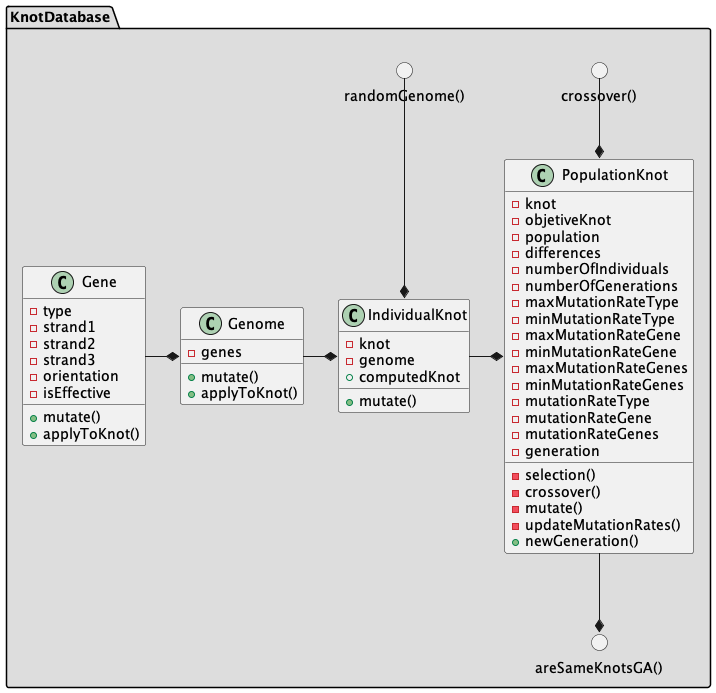 KnotDatabase
randomGenome()
crossover()
C PopulationKnot
knot
objetiveKnot
population
differences
numberOfIndividuals
numberOfGenerations
maxMutationRateType
minMutationRateType
maxMutationRateGene
minMutationRateGene
maxMutationRateGenes
minMutationRateGenes
mutationRateType
mutationRateGene
mutationRateGenes
generation
selection()
crossover()
mutate()
updateMutationRates()
newGeneration()
C Gene
type
strand1
strand2
strand3
orientation
isEffective
mutate()
applyToKnot()
C Genome
genes
mutate()
applyToKnot()
C IndividualKnot
knot
genome
computedKnot
mutate()
areSameKnotsGA()